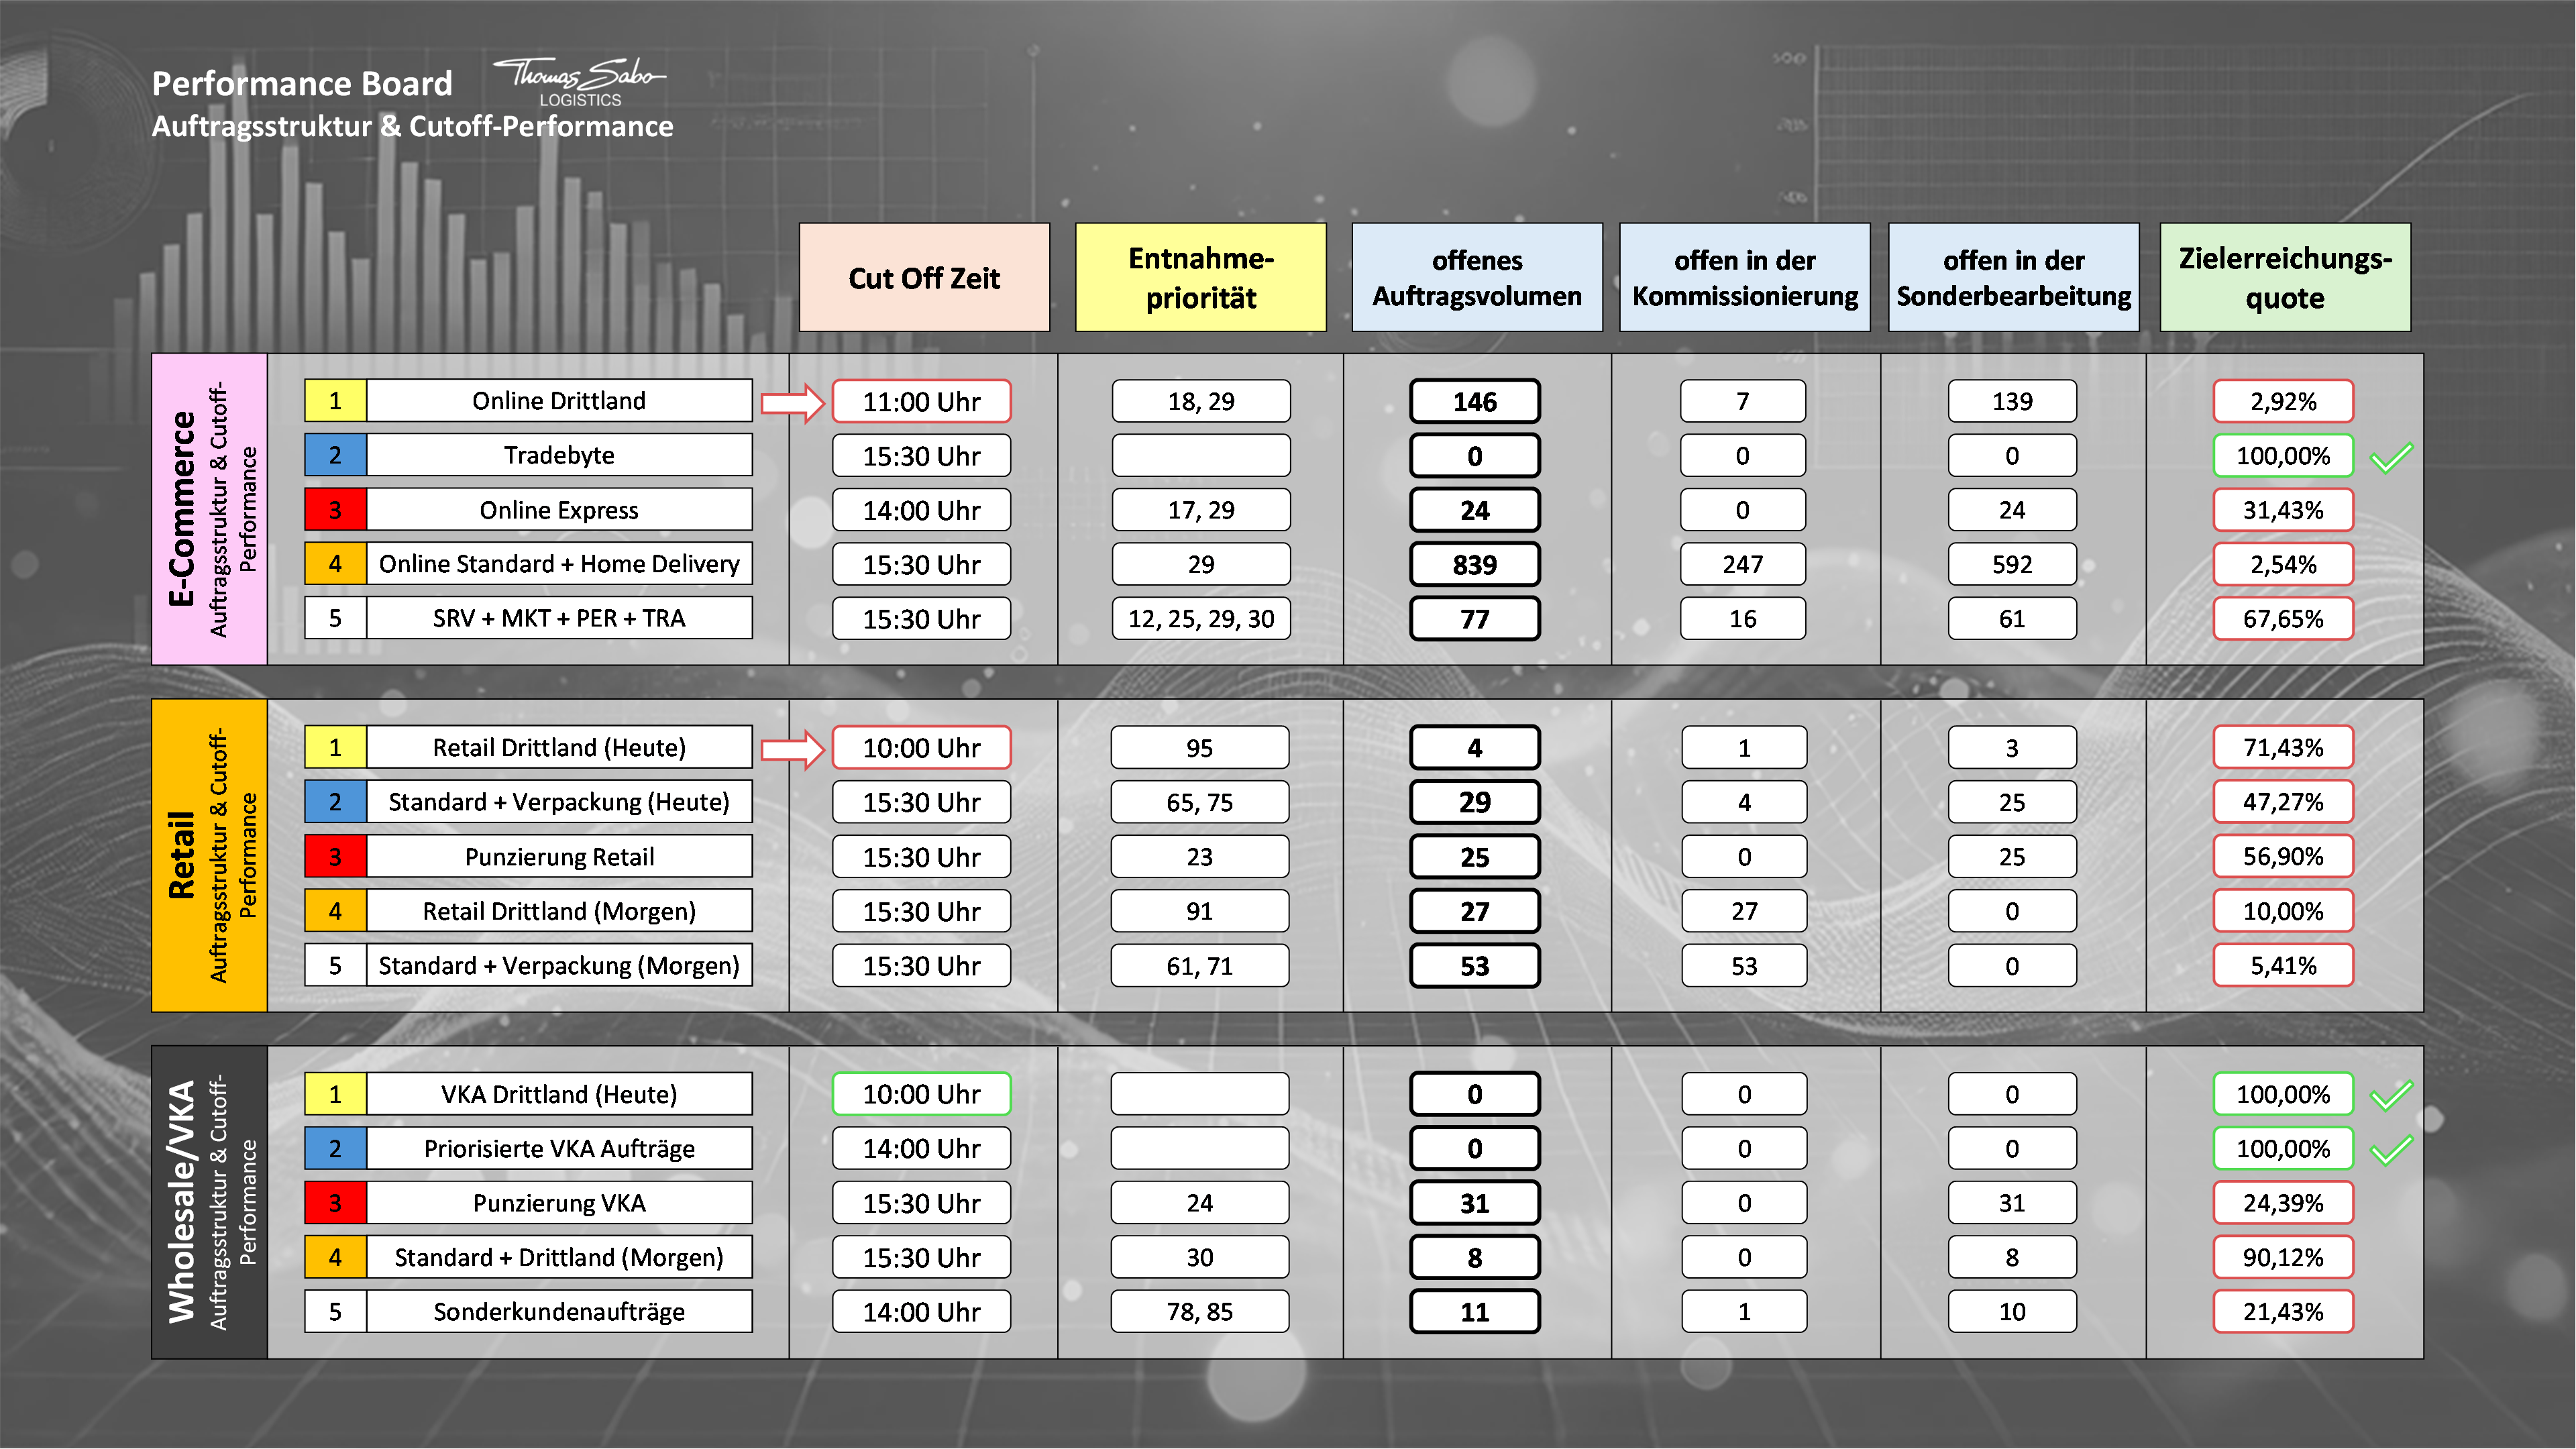 Performance Board
Thomas Sabo
LOGISTICS
Auftragsstruktur & Cutoff-Performance
Cut Off Zeit
Entnahme-
priorität
offenes
Auftragsvolumen
offen in der
Kommissionierung
offen in der
Sonderbearbeitung
Zielerreichungs-
quote
E-Commerce
Auftragsstruktur & Cutoff-
Performance
1 Online Drittland 11:00 Uhr 18, 29 146 7 139 2,92%
2 Tradebyte 15:30 Uhr 0 0 0 100,00%
3 Online Express 14:00 Uhr 17, 29 24 0 24 31,43%
4 Online Standard + Home Delivery 15:30 Uhr 29 839 247 592 2,54%
5 SRV + MKT + PER + TRA 15:30 Uhr 12, 25, 29, 30 77 16 61 67,65%
Retail
Auftragsstruktur & Cutoff-
Performance
1 Retail Drittland (Heute) 10:00 Uhr 95 4 1 3 71,43%
2 Standard + Verpackung (Heute) 15:30 Uhr 65, 75 29 4 25 47,27%
3 Punzierung Retail 15:30 Uhr 23 25 0 25 56,90%
4 Retail Drittland (Morgen) 15:30 Uhr 91 27 27 0 10,00%
5 Standard + Verpackung (Morgen) 15:30 Uhr 61, 71 53 53 0 5,41%
Wholesale/VKA
Auftragsstruktur & Cutoff-
Performance
1 VKA Drittland (Heute) 10:00 Uhr 0 0 0 100,00%
2 Priorisierte VKA Aufträge 14:00 Uhr 0 0 0 100,00%
3 Punzierung VKA 15:30 Uhr 24 31 0 31 24,39%
4 Standard + Drittland (Morgen) 15:30 Uhr 30 8 0 8 90,12%
5 Sonderkundenaufträge 14:00 Uhr 78, 85 11 1 10 21,43%